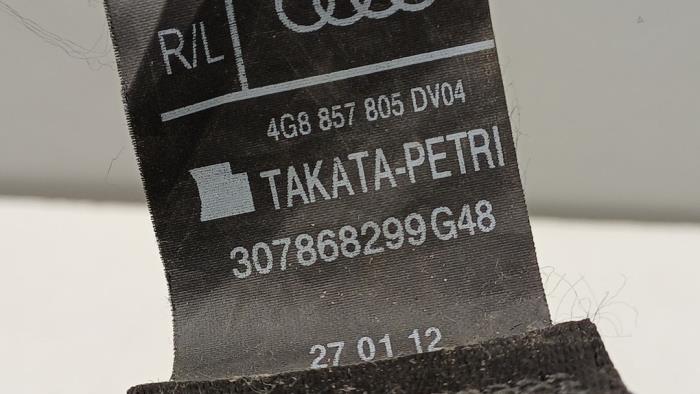 R/L
4G8 857 805 DV04
TAKATA-PETRI
307868299G48
27 01 12